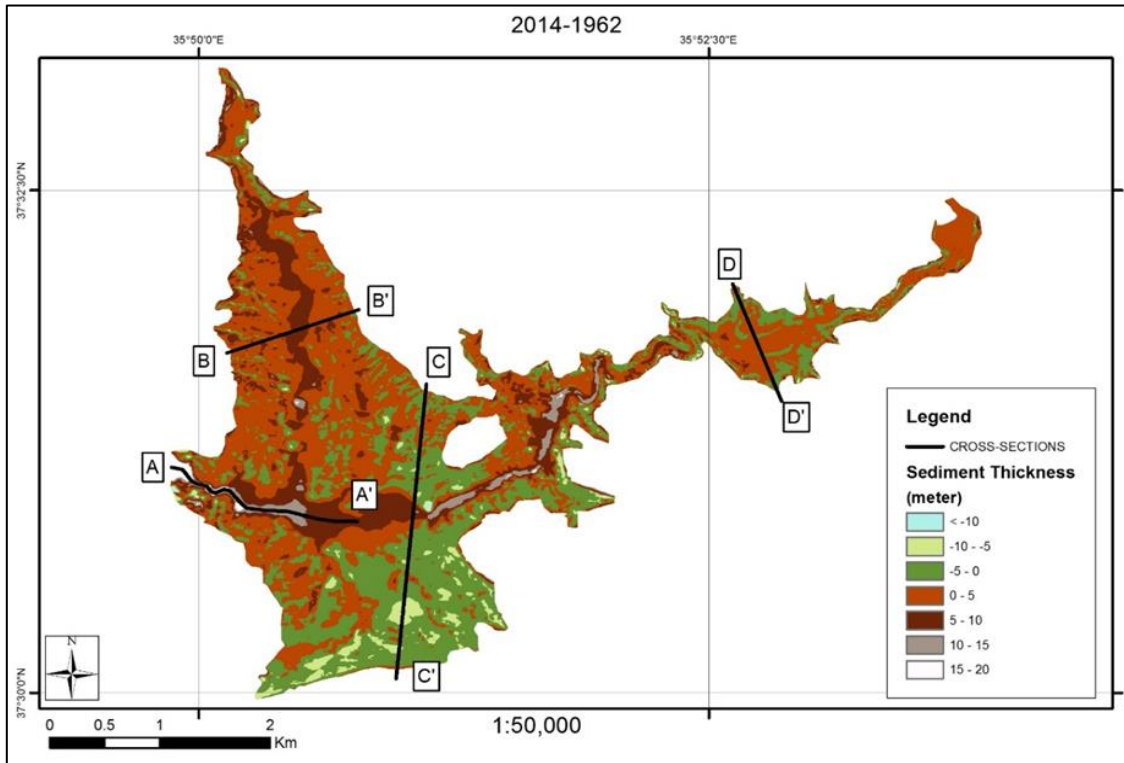 2014-1962
35°50'0"E
35°52'30"E
37°32'30"N
37°30'0"N
D
B'
B
C
D'
A
A'
C'
Legend
CROSS-SECTIONS
Sediment Thickness
(meter)
< -10
-10 - -5
-5 - 0
0 - 5
5 - 10
10 - 15
15 - 20
N
0 0.5 1 2
Km
1:50,000